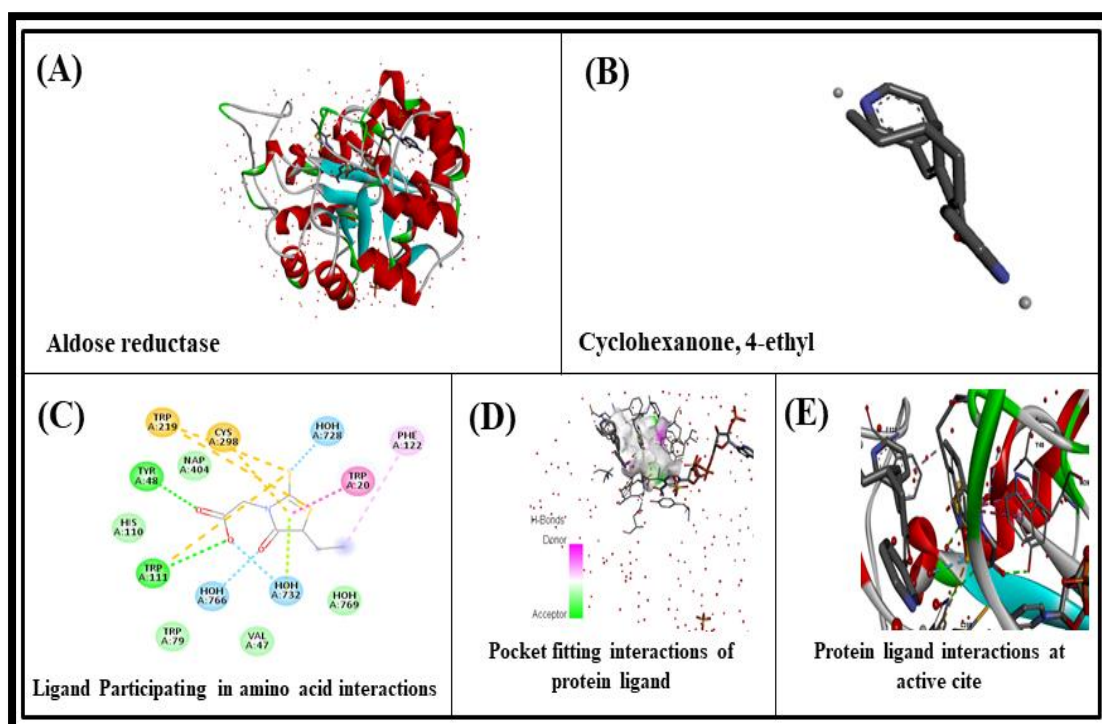 (A)
Aldose reductase
(B)
Cyclohexanone, 4-ethyl
(C)
TRP
A:219
CYS
A:298
HOH
A:728
PHE
A:122
NAP
A:404
TYR
A:48
TRP
A:20
HIS
A:110
TRP
A:111
HOH
A:766
HOH
A:732
HOH
A:769
TRP
A:79
VAL
A:47
Ligand Participating in amino acid interactions
(D)
H-Bonds
Donor
Acceptor
Pocket fitting interactions of
protein ligand
(E)
Protein ligand interactions at
active cite